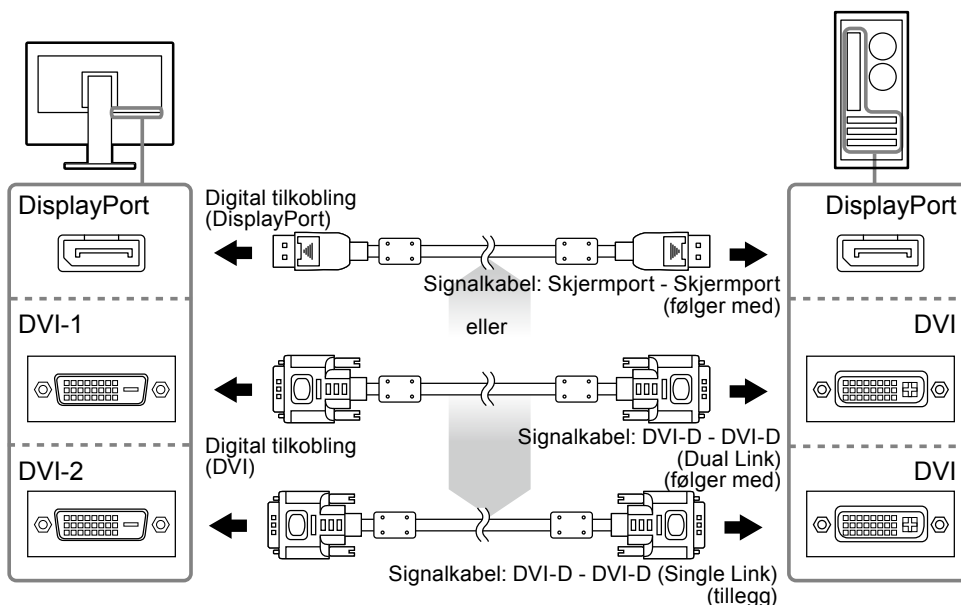 DisplayPort
Digital tilkobling
(DisplayPort)
DisplayPort
Signalkabel: Skjermport - Skjermport
(følger med)
eller
DVI-1
DVI
Signalkabel: DVI-D - DVI-D
(Dual Link)
(følger med)
Digital tilkobling
(DVI)
DVI-2
DVI
Signalkabel: DVI-D - DVI-D (Single Link)
(tillegg)